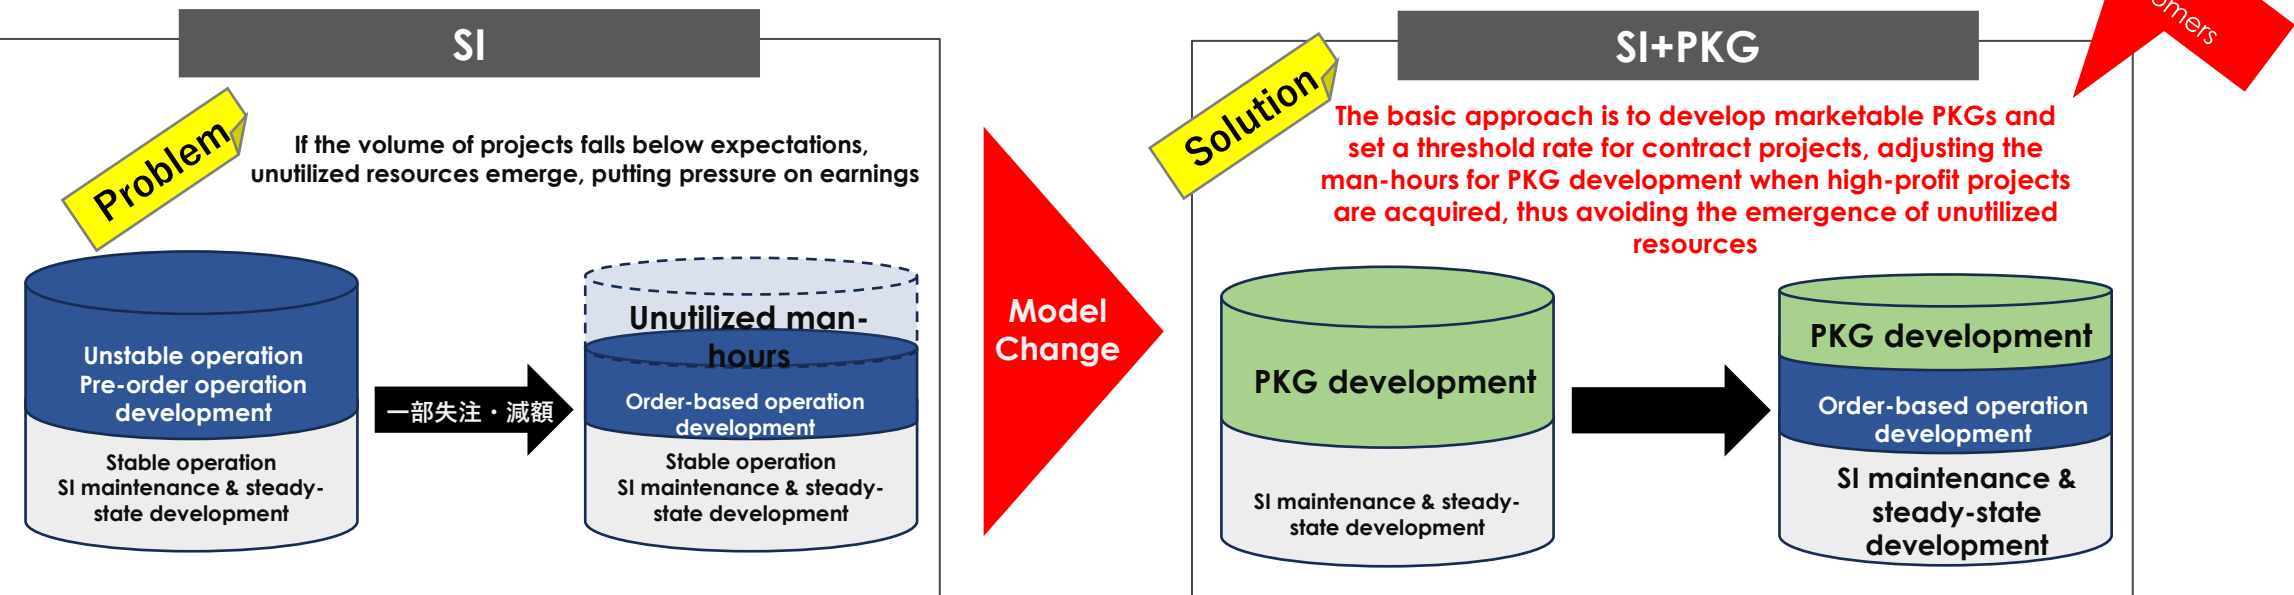 SI
Problem
If the volume of projects falls below expectations,
unutilized resources emerge, putting pressure on earnings
Unstable operation
Pre-order operation
development
Stable operation
SI maintenance & steady-
state development
一部失注・減額
Unutilized man-
hours
Order-based operation
development
Stable operation
SI maintenance & steady-
state development
Model
Change
SI+PKG
Solution
The basic approach is to develop marketable PKGs and
set a threshold rate for contract projects, adjusting the
man-hours for PKG development when high-profit projects
are acquired, thus avoiding the emergence of unutilized
resources
PKG development
SI maintenance & steady-
state development
PKG development
Order-based operation
development
SI maintenance &
steady-state
development